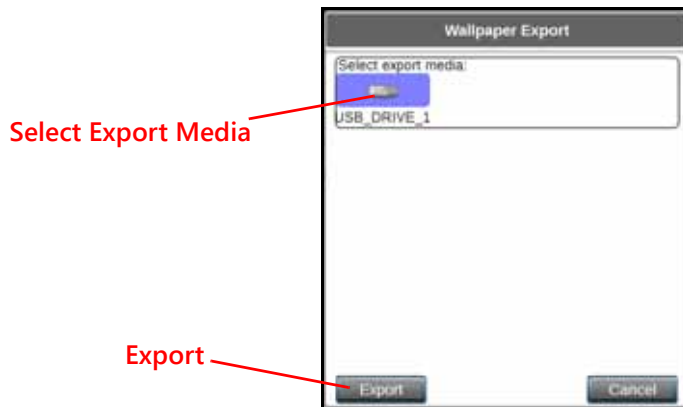 Wallpaper Export
Select export media:
USB_DRIVE_1
Select Export Media
Export
Export
Cancel